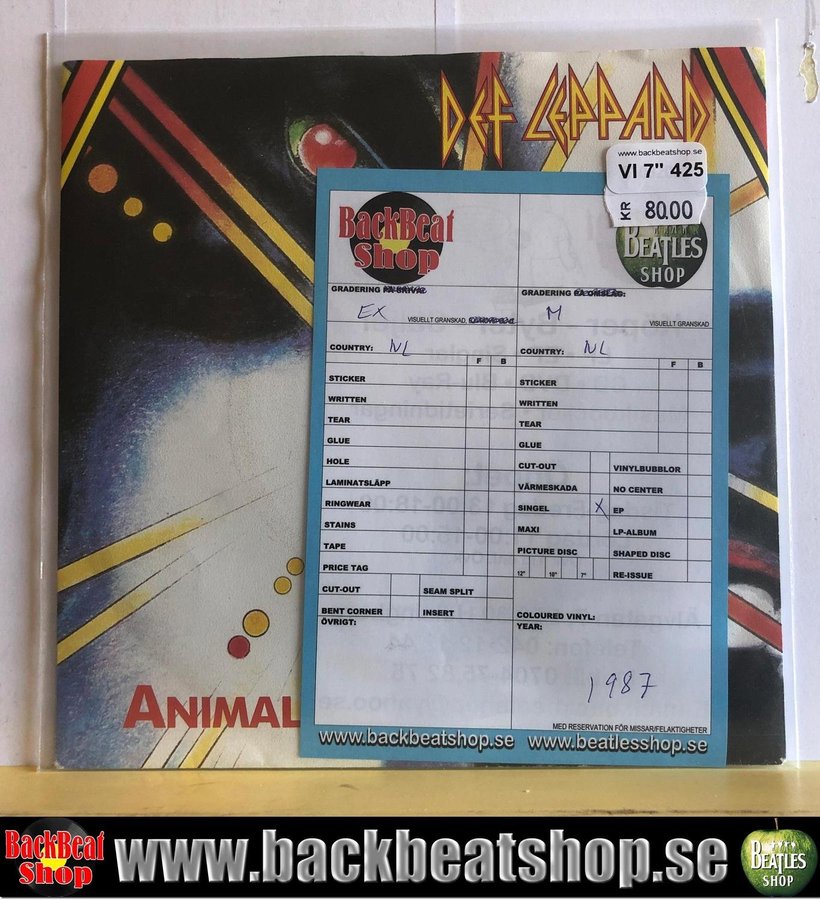 DEF LEPPARD
www.backbeatshop.se
VI 7" 425
KR 80.00
BackBeat
Shop
BEATLES
SHOP
GRADERING
GRADERING PÅ OMSLAG:
EX
VISUELLT GRANSKAD,
M
VISUELLT GRANSKAD
COUNTRY: NL
F B
COUNTRY: NL
F B
STICKER
WRITTEN
TEAR
GLUE
HOLE
LAMINATSLÄPP
RINGWEAR
STAINS
TAPE
PRICE TAG
CUT-OUT
SEAM SPLIT
BENT CORNER
INSERT
ÖVRIGT:
STICKER
WRITTEN
TEAR
GLUE
CUT-OUT
VINYLBUBBLOR
VÄRMESKADA
NO CENTER
SINGEL X
EP
MAXI
LP-ALBUM
PICTURE DISC
SHAPED DISC
12" 10" 7"
RE-ISSUE
COLOURED VINYL:
YEAR:
1987
MED RESERVATION FÖR MISSAR/FELAKTIGHETER
ANIMAL
www.backbeatshop.se www.beatlesshop.se
BackBeat
Shop
www.backbeatshop.se
BEATLES
SHOP